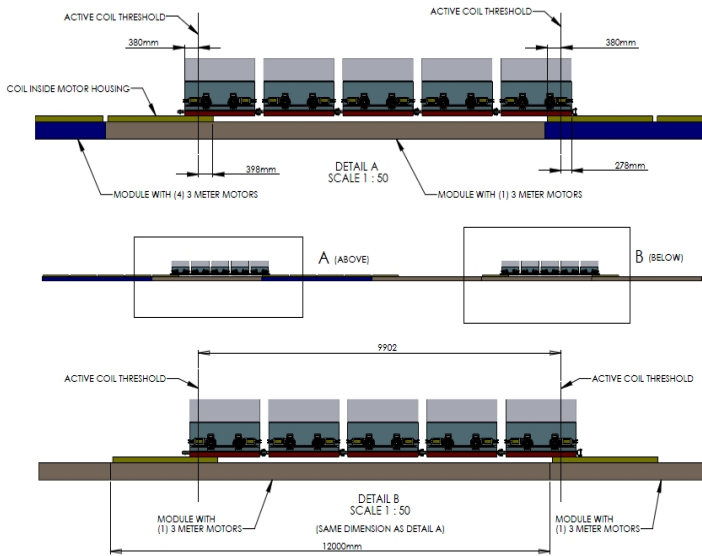 ACTIVE COIL THRESHOLD
ACTIVE COIL THRESHOLD
380mm
380mm
COIL INSIDE MOTOR HOUSING
398mm
DETAIL A
SCALE 1 : 50
278mm
MODULE WITH (4) 3 METER MOTORS
MODULE WITH (1) 3 METER MOTORS
A (ABOVE)
B (BELOW)
9902
ACTIVE COIL THRESHOLD
ACTIVE COIL THRESHOLD
MODULE WITH
(1) 3 METER MOTORS
DETAIL B
SCALE 1 : 50
(SAME DIMENSION AS DETAIL A)
MODULE WITH
(1) 3 METER MOTORS
12000mm